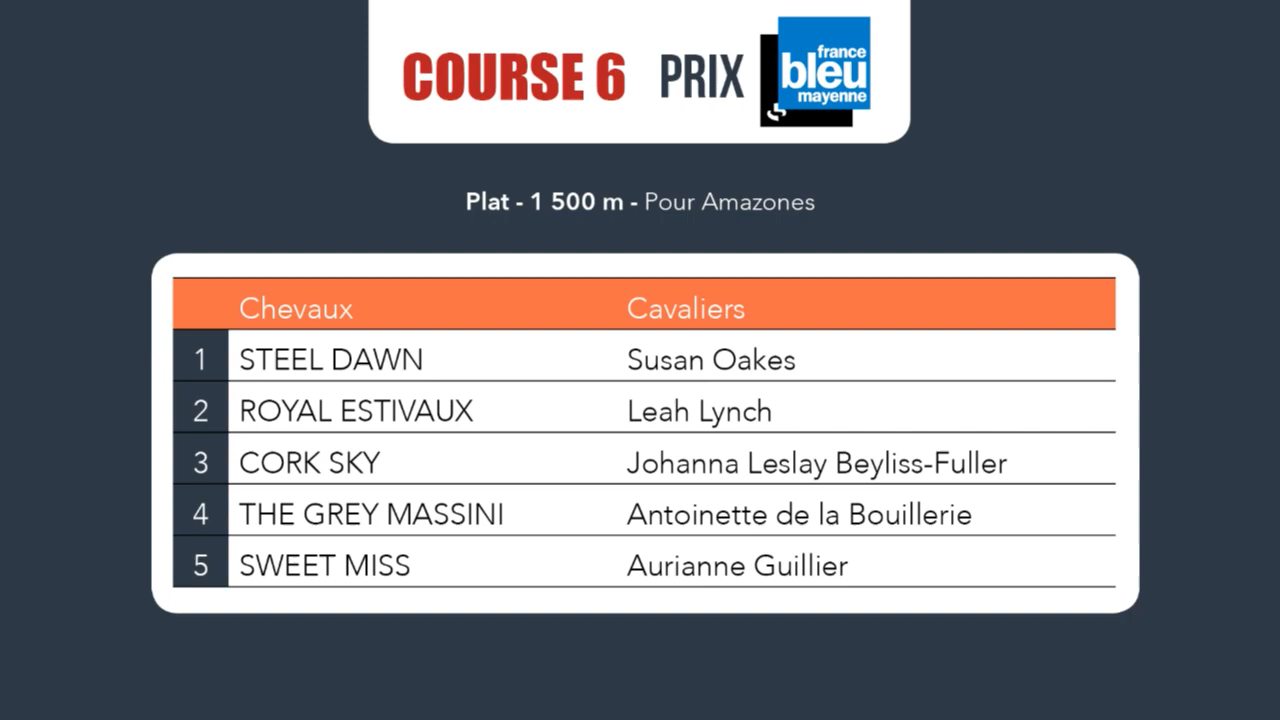 COURSE 6 PRIX
france
bleu
mayenne
Plat - 1 500 m - Pour Amazones
Chevaux Cavaliers
1 STEEL DAWN Susan Oakes
2 ROYAL ESTIVAUX Leah Lynch
3 CORK SKY Johanna Leslay Beyliss-Fuller
4 THE GREY MASSINI Antoinette de la Bouillerie
5 SWEET MISS Aurianne Guillier